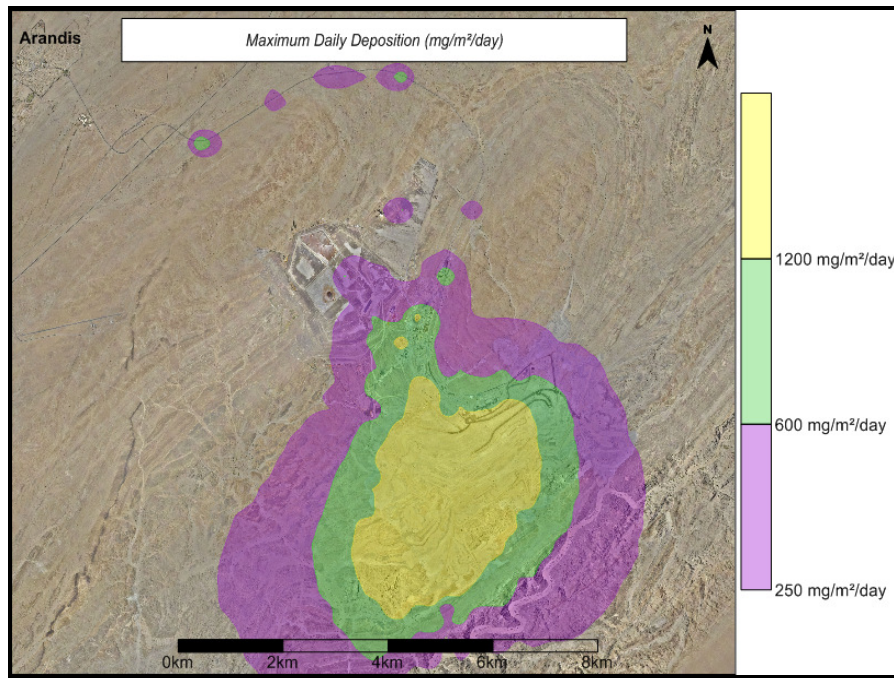 Arandis
Maximum Daily Deposition (mg/m²/day)
N
1200 mg/m²/day
600 mg/m²/day
250 mg/m²/day
0km 2km 4km 6km 8km